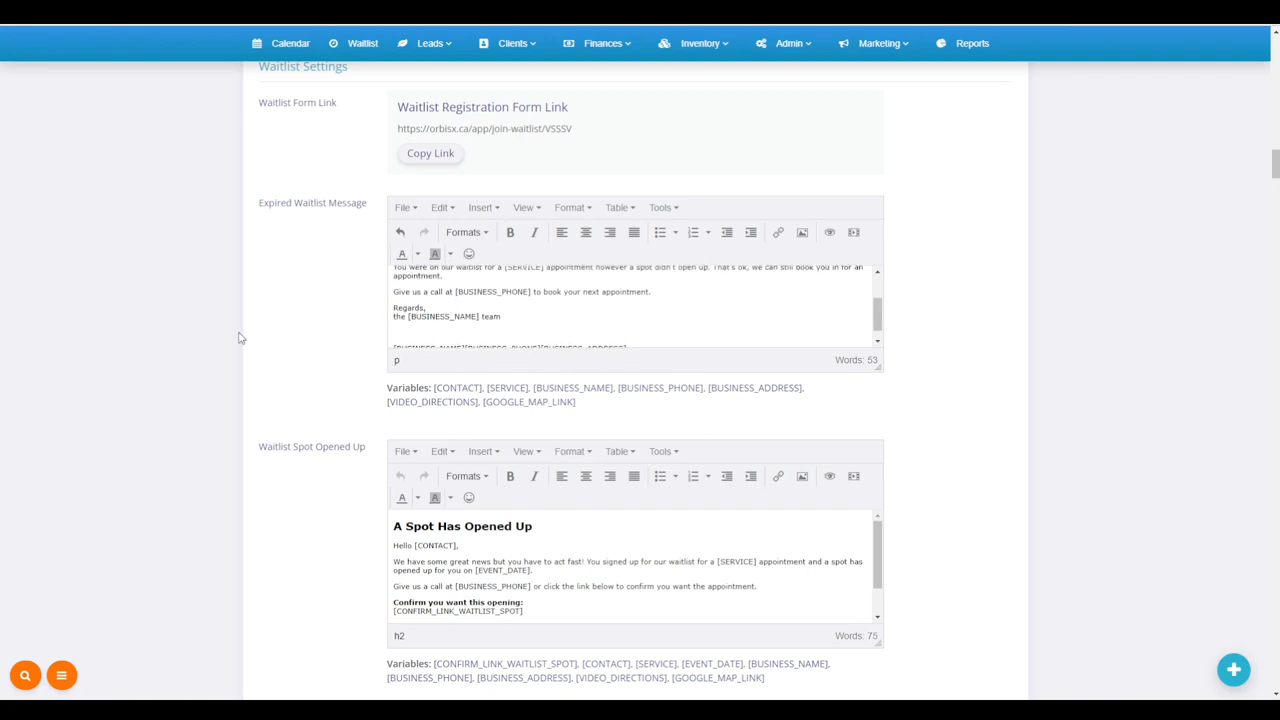 Calendar Waitlist Leads Clients Finances Inventory Admin Marketing Reports
Waitlist Settings
Waitlist Form Link
Waitlist Registration Form Link
https://orbisx.ca/app/join-waitlist/VSSSV
Copy Link
Expired Waitlist Message
File Edit Insert View Format Table Tools
Formats B I
A A
You were on our waitlist for a [SERVICE] appointment however a spot didn't open up. That's ok, we can still book you in for an
appointment.
Give us a call at [BUSINESS_PHONE] to book your next appointment.
Regards,
the [BUSINESS_NAME] team
[BUSINESS_NAME][BUSINESS_PHONE][BUSINESS_ADDRESS]
p Words: 53
Variables: [CONTACT], [SERVICE], [BUSINESS_NAME], [BUSINESS_PHONE], [BUSINESS_ADDRESS],
[VIDEO_DIRECTIONS], [GOOGLE_MAP_LINK]
Waitlist Spot Opened Up
File Edit Insert View Format Table Tools
Formats B I
A A
A Spot Has Opened Up
Hello [CONTACT],
We have some great news but you have to act fast! You signed up for our waitlist for a [SERVICE] appointment and a spot has
opened up for you on [EVENT_DATE].
Give us a call at [BUSINESS_PHONE] or click the link below to confirm you want the appointment.
Confirm you want this opening:
[CONFIRM_LINK_WAITLIST_SPOT]
h2 Words: 75
Variables: [CONFIRM_LINK_WAITLIST_SPOT], [CONTACT], [SERVICE], [EVENT_DATE], [BUSINESS_NAME],
[BUSINESS_PHONE], [BUSINESS_ADDRESS], [VIDEO_DIRECTIONS], [GOOGLE_MAP_LINK]